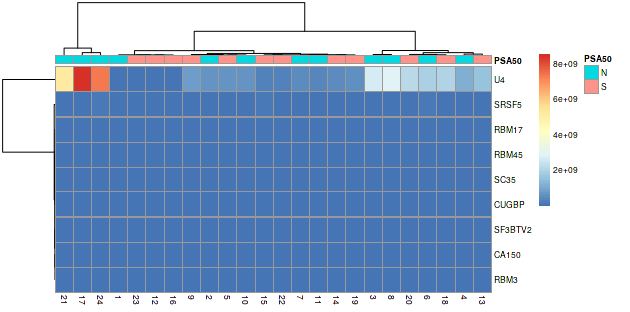 PSA50
PSA50
N
S
8e+09
6e+09
4e+09
2e+09
U4
SRSF5
RBM17
RBM45
SC35
CUGBP
SF3BTV2
CA150
RBM3
21 17 24 1 23 12 16 9 2 5 10 15 22 7 11 14 19 3 8 20 6 18 4 13